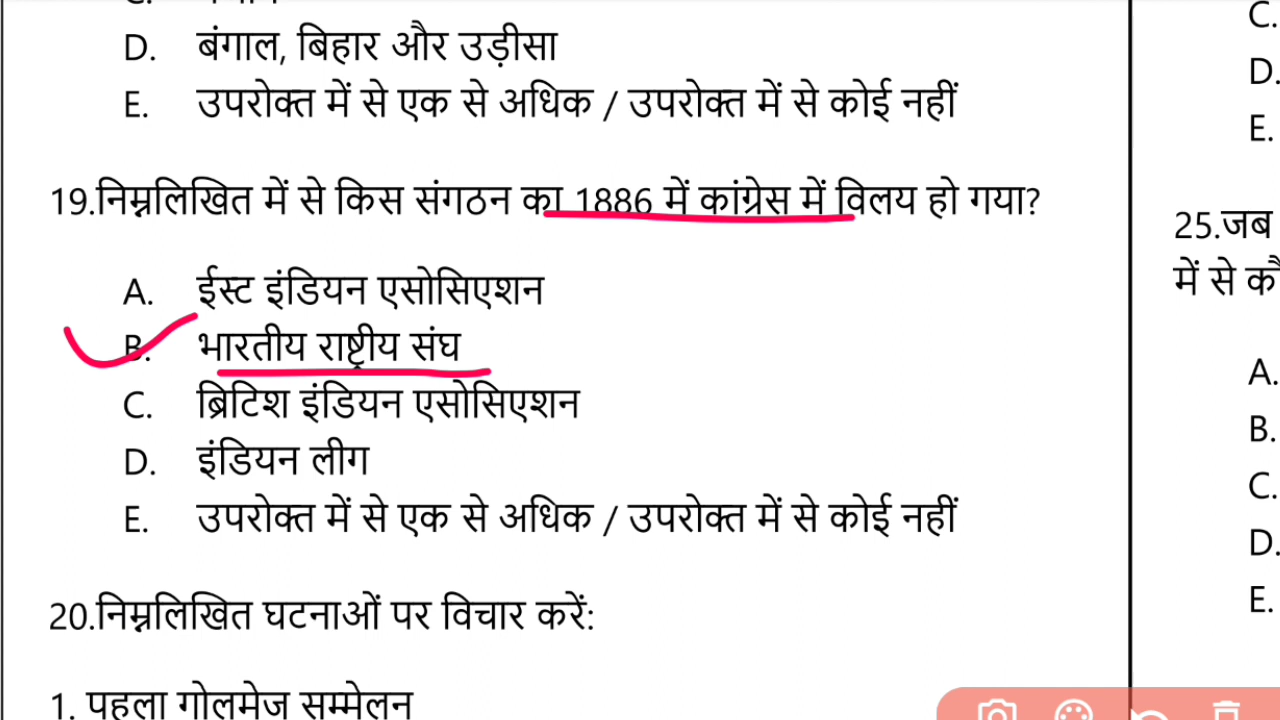 D. बंगाल, बिहार और उड़ीसा
E. उपरोक्त में से एक से अधिक / उपरोक्त में से कोई नहीं
19.निम्नलिखित में से किस संगठन का 1886 में कांग्रेस में विलय हो गया?
A. ईस्ट इंडियन एसोसिएशन
B. भारतीय राष्ट्रीय संघ
C. ब्रिटिश इंडियन एसोसिएशन
D. इंडियन लीग
E. उपरोक्त में से एक से अधिक / उपरोक्त में से कोई नहीं
20.निम्नलिखित घटनाओं पर विचार करें:
1. पहला गोलमेज सम्मेलन
C.
D.
E.
25.जब
में से
A.
B.
C.
D.
E.